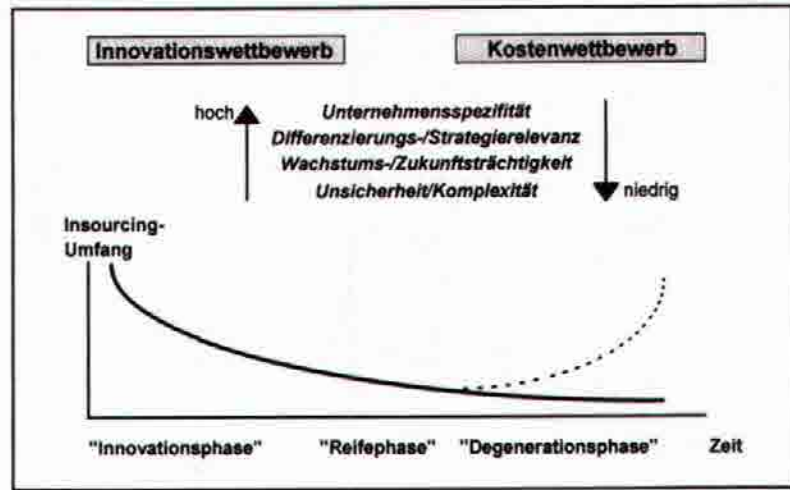 Innovationswettbewerb
Kostenwettbewerb
hoch
Unternehmensspezifität
Differenzierungs-/Strategierelevanz
Wachstums-/Zukunftsträchtigkeit
Unsicherheit/Komplexität
niedrig
Insourcing-
Umfang
"Innovationsphase" "Reifephase" "Degenerationsphase" Zeit